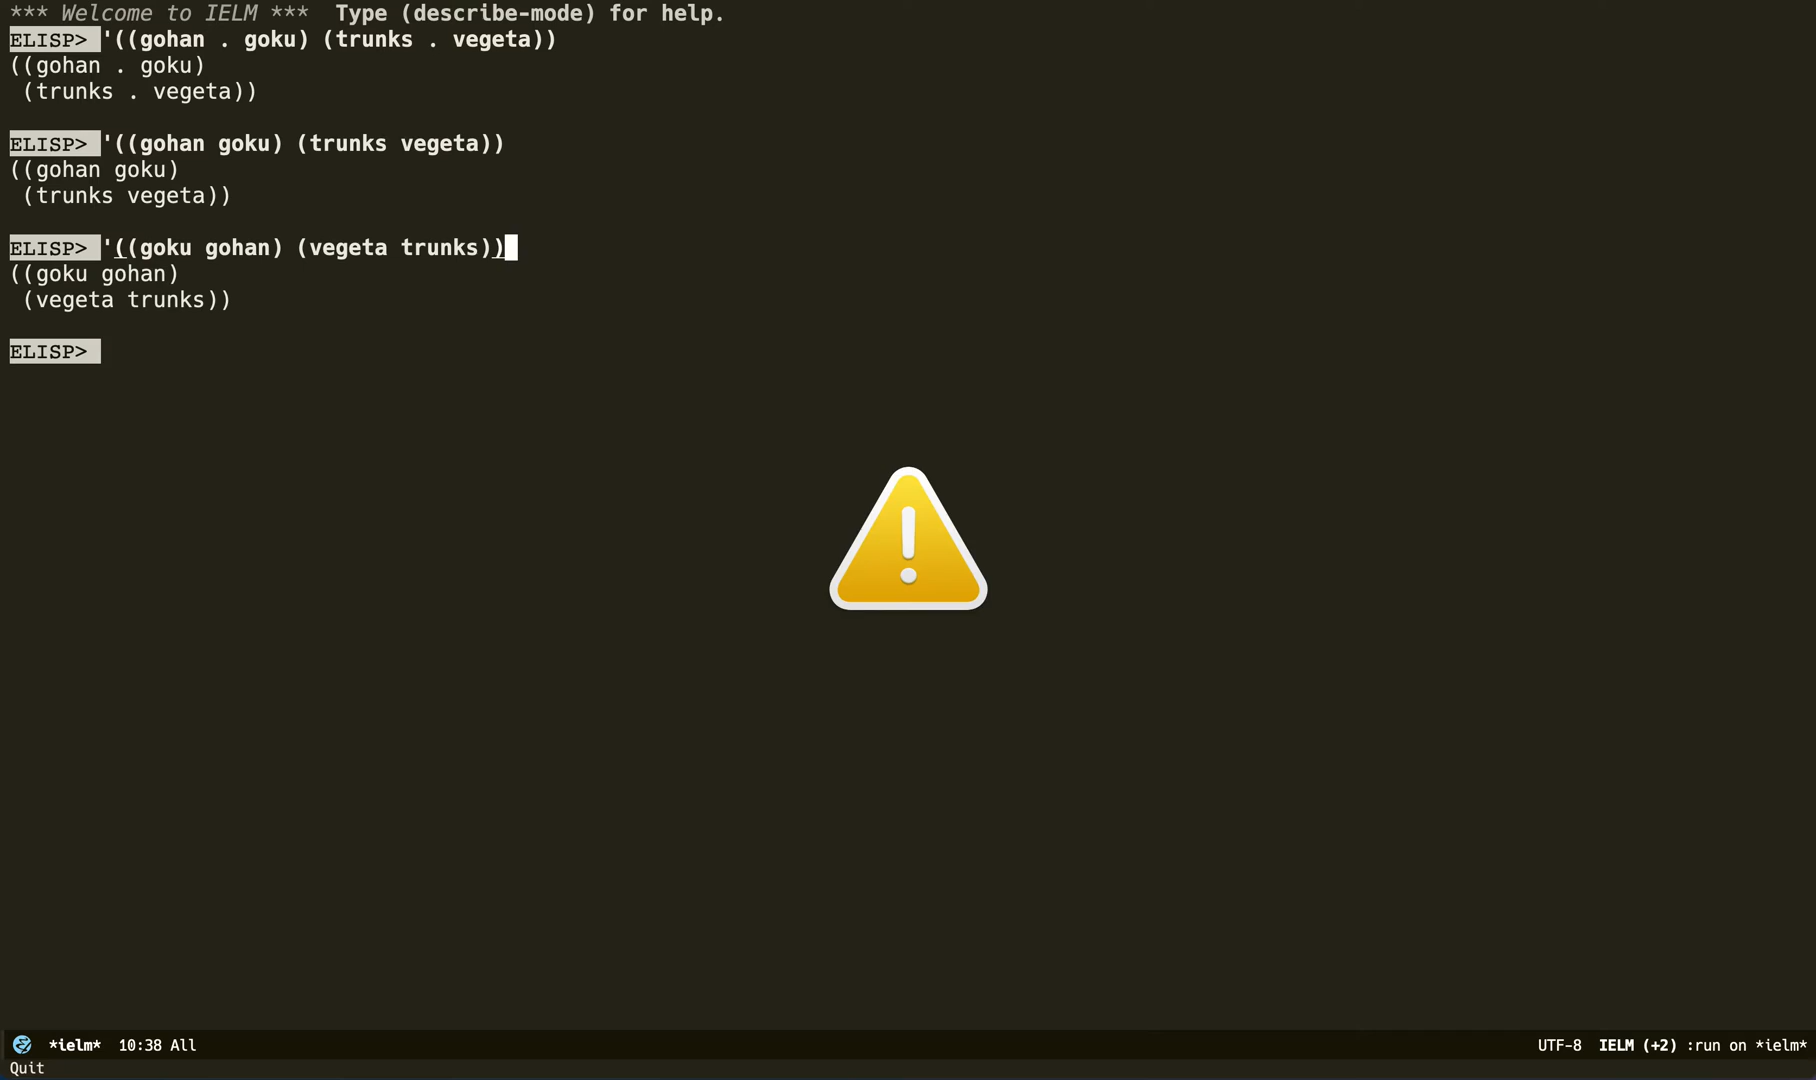 *** Welcome to IELM ***  Type (describe-mode) for help.
ELISP> '((gohan . goku) (trunks . vegeta))
((gohan . goku)
 (trunks . vegeta))
ELISP> '((gohan goku) (trunks vegeta))
((gohan goku)
 (trunks vegeta))
ELISP> '((goku gohan) (vegeta trunks))
((goku gohan)
 (vegeta trunks))
ELISP>
!
*ielm*  10:38 All  UTF-8  IELM (+2) :run on *ielm*
Quit